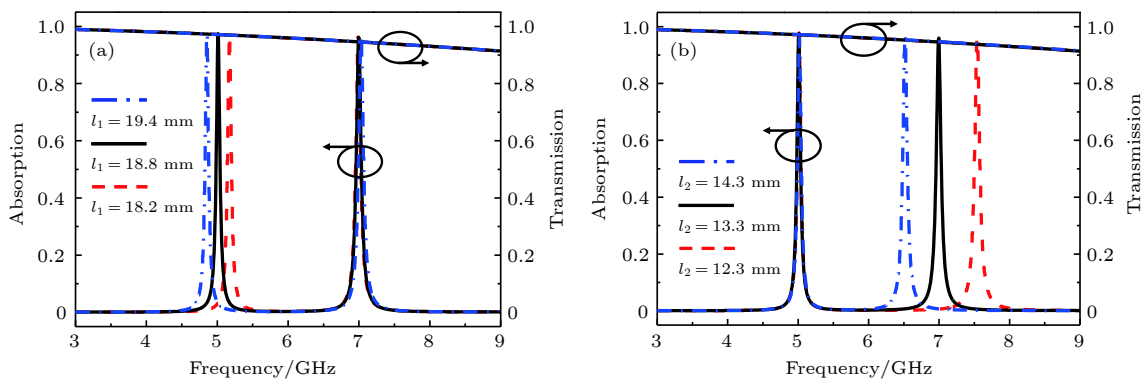 (a)
l₁ = 19.4 mm
l₁ = 18.8 mm
l₁ = 18.2 mm
Absorption
1.0
0.8
0.6
0.4
0.2
0
Transmission
1.0
0.8
0.6
0.4
0.2
0
3 4 5 6 7 8 9
Frequency/GHz
(b)
l₂ = 14.3 mm
l₂ = 13.3 mm
l₂ = 12.3 mm
Absorption
1.0
0.8
0.6
0.4
0.2
0
Transmission
1.0
0.8
0.6
0.4
0.2
0
3 4 5 6 7 8 9
Frequency/GHz